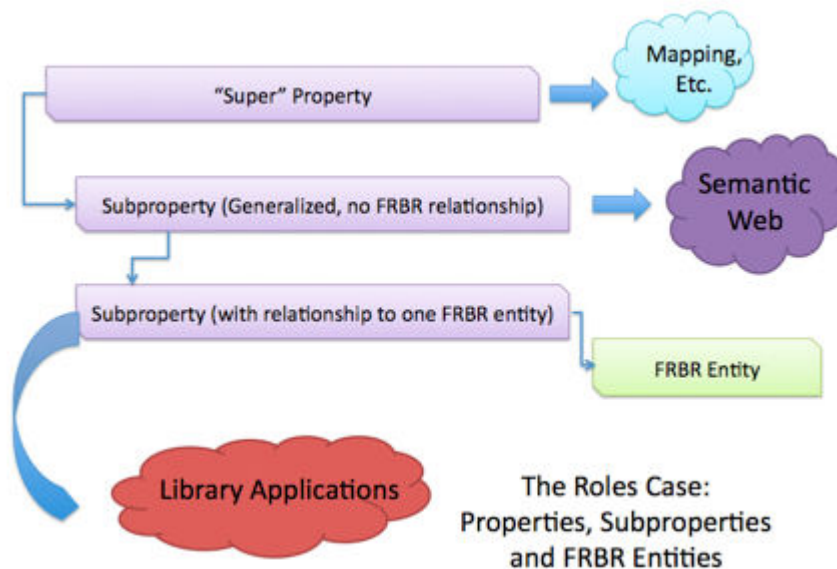 Mapping,
Etc.
“Super” Property
Subproperty (Generalized, no FRBR relationship)
Semantic
Web
Subproperty (with relationship to one FRBR entity)
FRBR Entity
Library Applications
The Roles Case:
Properties, Subproperties
and FRBR Entities